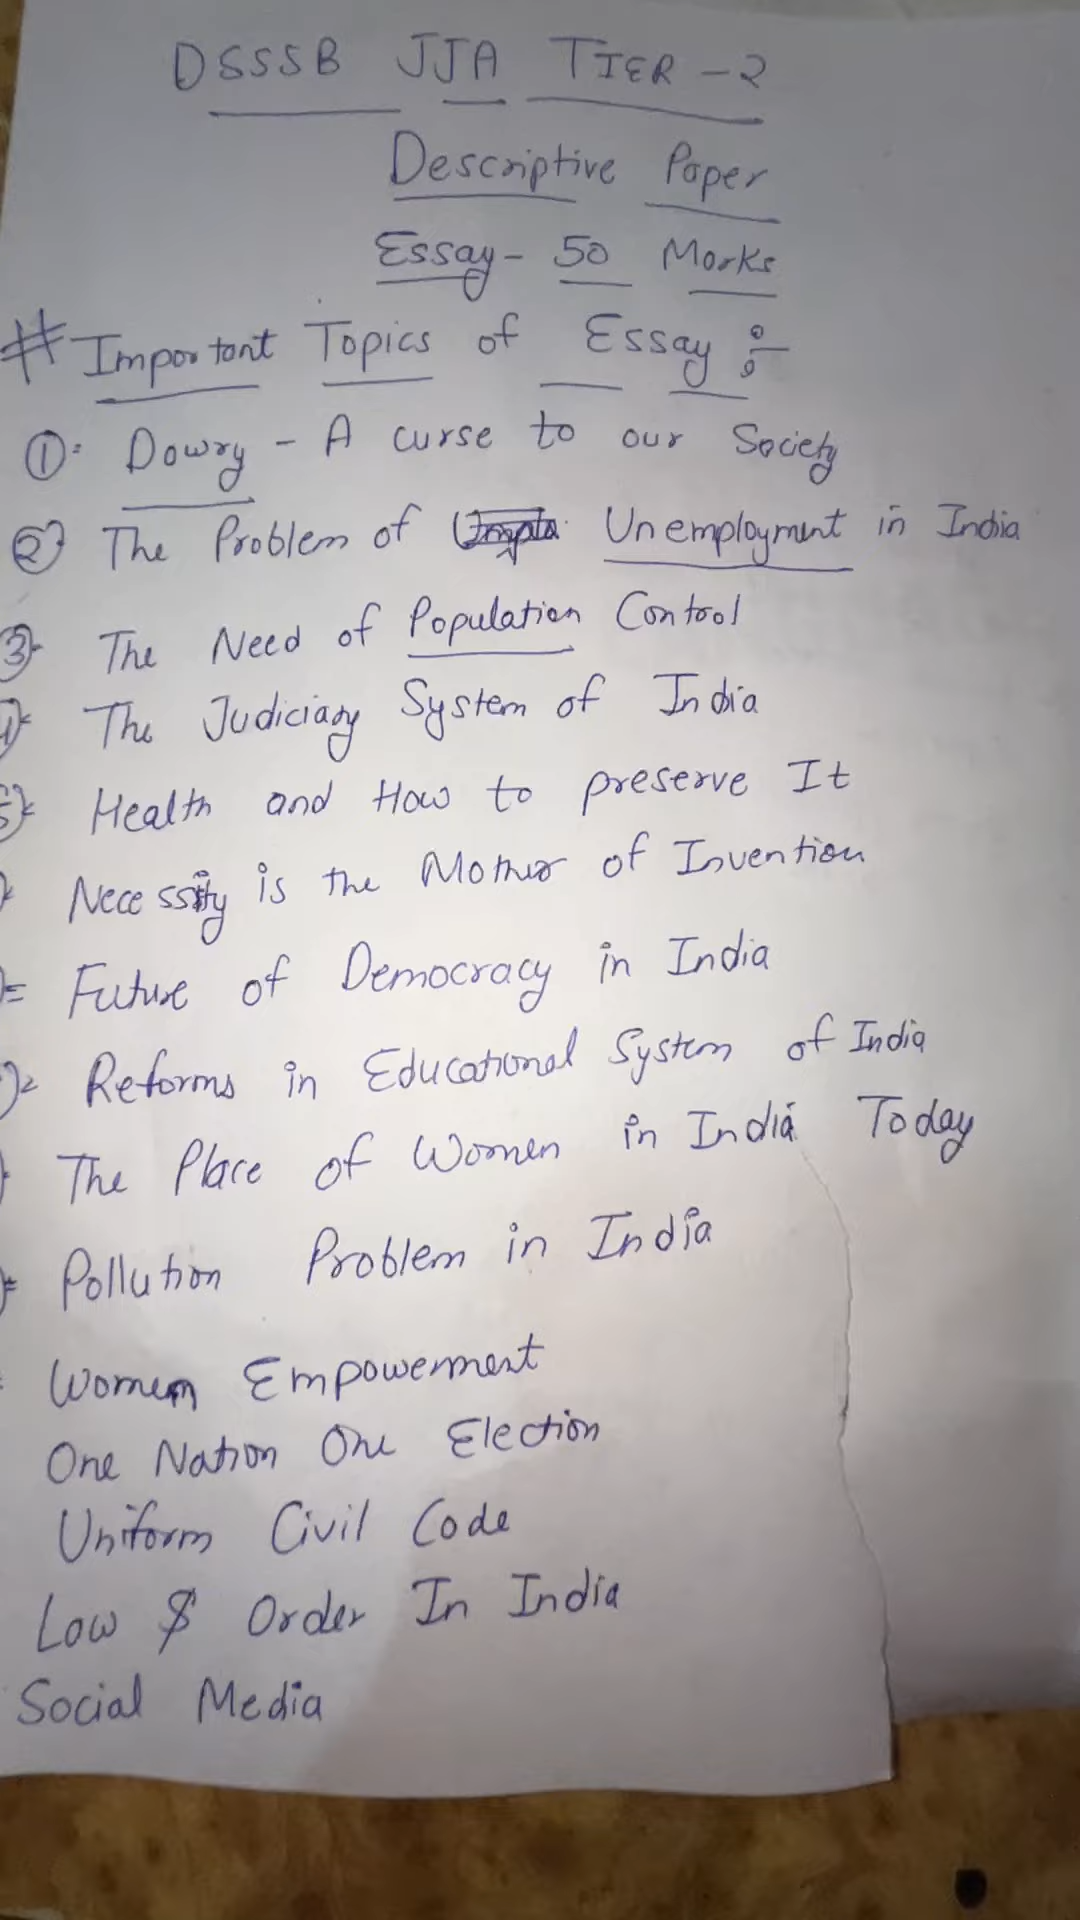 DSSSB JJA TIER-2
Descriptive Paper
Essay- 50 Marks
# Important Topics of Essay :-
①: Dowry - A curse to our Society
② The Problem of Unemployment in India
③ The Need of Population Control
The Judiciary System of India
Health and How to preserve It
Necessity is the Mother of Invention
Future of Democracy in India
Reforms in Educational System of India
The Place of Women in India Today
Pollution Problem in India
Women Empowerment
One Nation One Election
Uniform Civil Code
Law & Order In India
Social Media